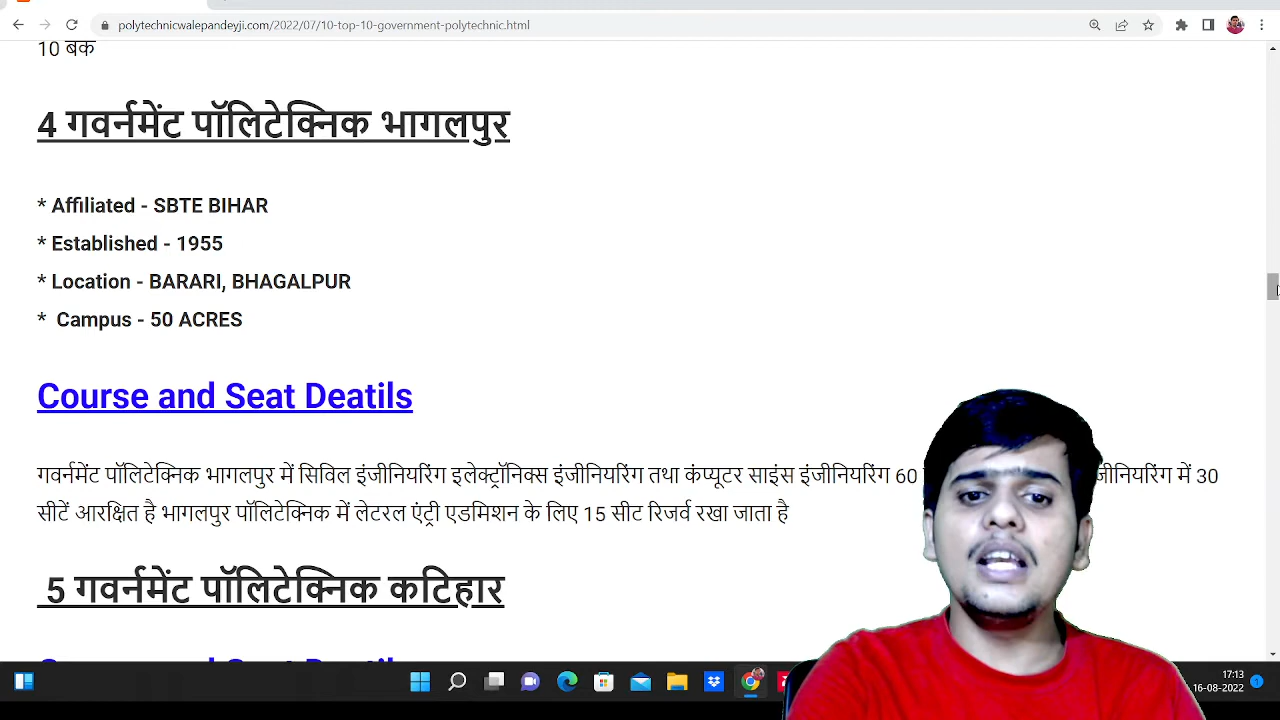 polytechnicwalepandeyji.com/2022/07/10-top-10-government-polytechnic.html
10 बक
4 गवर्नमेंट पॉलिटेक्निक भागलपुर
* Affiliated - SBTE BIHAR
* Established - 1955
* Location - BARARI, BHAGALPUR
* Campus - 50 ACRES
Course and Seat Deatils
गवर्नमेंट पॉलिटेक्निक भागलपुर में सिविल इंजीनियरिंग इलेक्ट्रॉनिक्स इंजीनियरिंग तथा कंप्यूटर साइंस इंजीनियरिंग 60 में 30
सीटें आरक्षित है भागलपुर पॉलिटेक्निक में लेटरल एंट्री एडमिशन के लिए 15 सीट रिजर्व रखा जाता है
5 गवर्नमेंट पॉलिटेक्निक कटिहार
17:13
16-08-2022